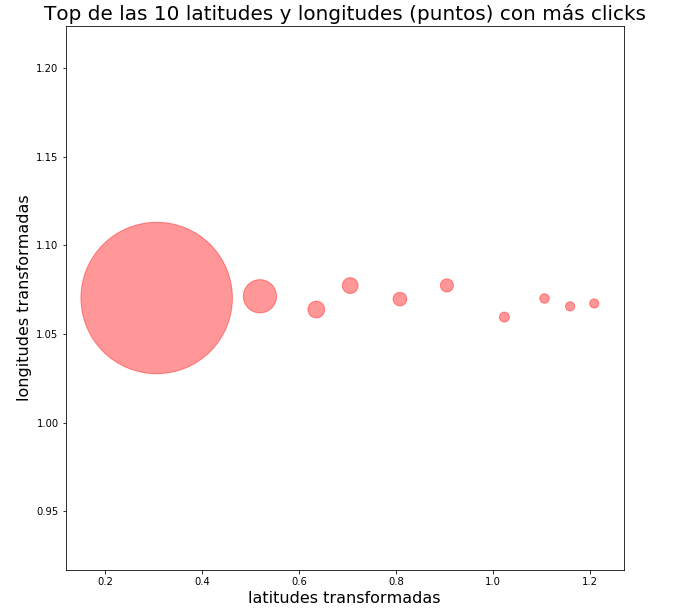 Top de las 10 latitudes y longitudes (puntos) con más clicks
longitudes transformadas
1.20
1.15
1.10
1.05
1.00
0.95
0.2 0.4 0.6 0.8 1.0 1.2
latitudes transformadas